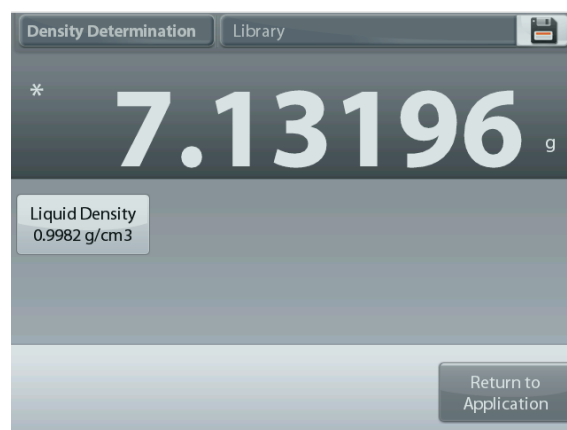 Density Determination Library
* 7.13196 g
Liquid Density
0.9982 g/cm3
Return to
Application